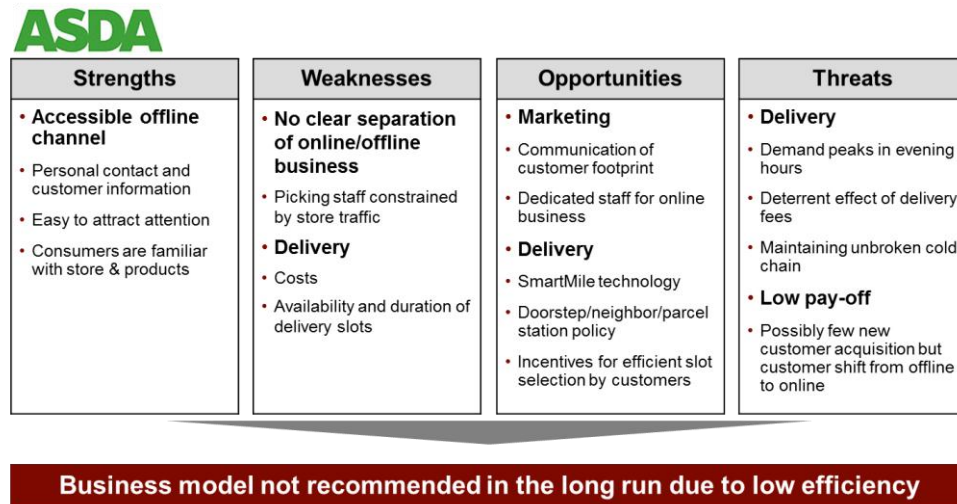 ASDA
Strengths
• Accessible offline
channel
• Personal contact and
customer information
• Easy to attract attention
• Consumers are familiar
with store & products
Weaknesses
• No clear separation
of online/offline
business
• Picking staff constrained
by store traffic
• Delivery
• Costs
• Availability and duration of
delivery slots
Opportunities
• Marketing
• Communication of
customer footprint
• Dedicated staff for online
business
• Delivery
• SmartMile technology
• Doorstep/neighbor/parcel
station policy
• Incentives for efficient slot
selection by customers
Threats
• Delivery
• Demand peaks in evening
hours
• Deterrent effect of delivery
fees
• Maintaining unbroken cold
chain
• Low pay-off
• Possibly few new
customer acquisition but
customer shift from offline
to online
Business model not recommended in the long run due to low efficiency